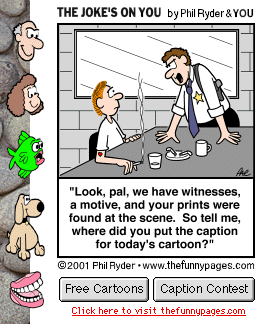 THE JOKE'S ON YOU by Phil Ryder & YOU
"Look, pal, we have witnesses,
a motive, and your prints were
found at the scene.  So tell me,
where did you put the caption
for today's cartoon?"
©2001 Phil Ryder • www.thefunnypages.com
Free Cartoons
Caption Contest
Click here to visit thefunnypages.com